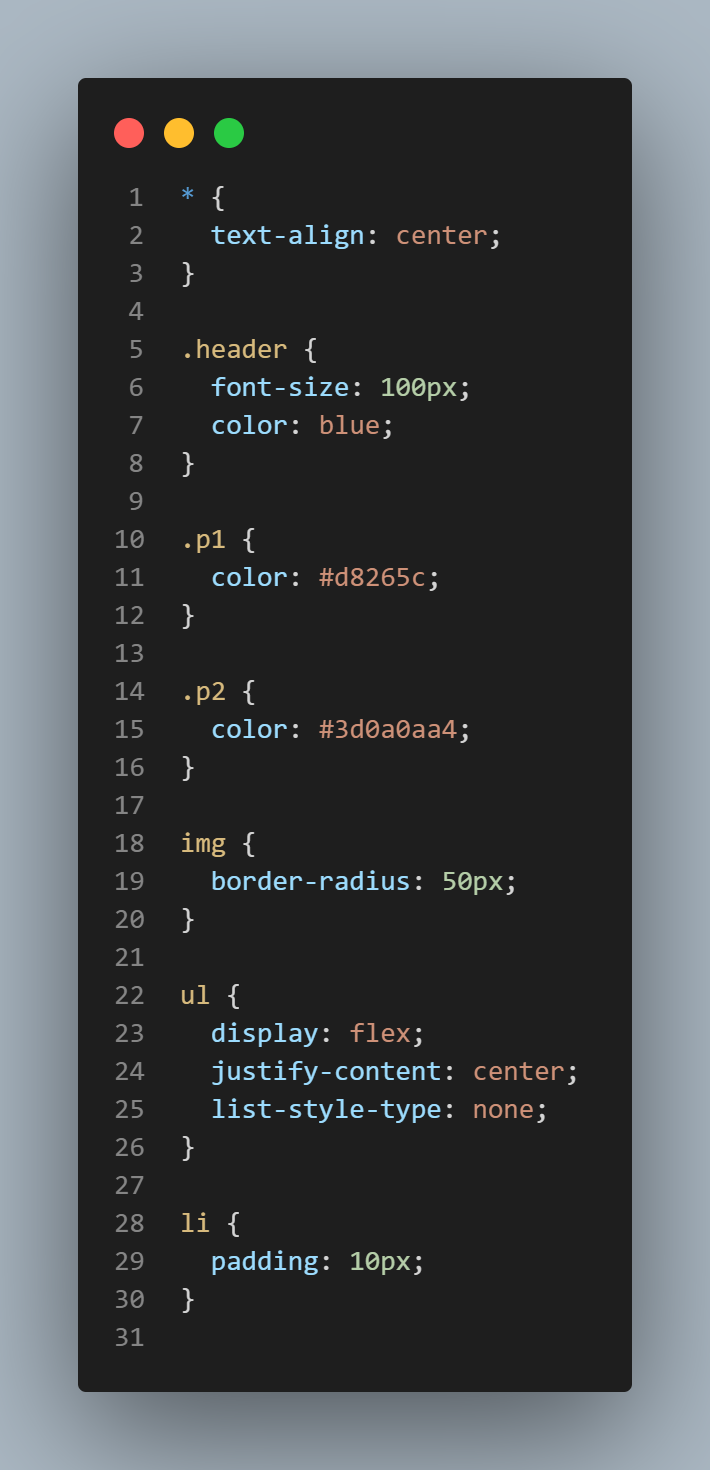 1 * {
2   text-align: center;
3 }
4
5 .header {
6   font-size: 100px;
7   color: blue;
8 }
9
10 .p1 {
11   color: #d8265c;
12 }
13
14 .p2 {
15   color: #3d0a0aa4;
16 }
17
18 img {
19   border-radius: 50px;
20 }
21
22 ul {
23   display: flex;
24   justify-content: center;
25   list-style-type: none;
26 }
27
28 li {
29   padding: 10px;
30 }
31